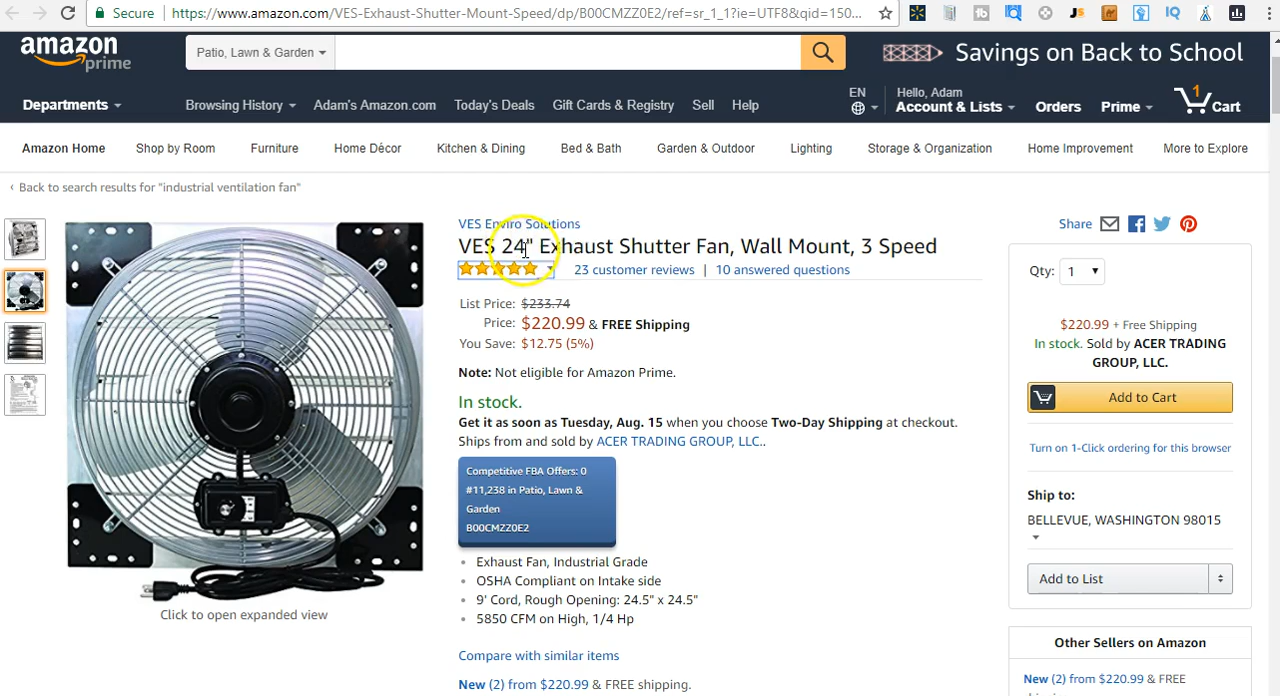 Secure https://www.amazon.com/VES-Exhaust-Shutter-Mount-Speed/dp/B00CMZZ0E2/ref=sr_1_1?ie=UTF8&qid=150...
JS
IQ
amazon
prime
Patio, Lawn & Garden
Savings on Back to School
Departments
Browsing History
Adam's Amazon.com
Today's Deals
Gift Cards & Registry
Sell
Help
EN
Hello, Adam
Account & Lists
Orders
Prime
1
Cart
Amazon Home
Shop by Room
Furniture
Home Décor
Kitchen & Dining
Bed & Bath
Garden & Outdoor
Lighting
Storage & Organization
Home Improvement
More to Explore
‹ Back to search results for "industrial ventilation fan"
VES Enviro Solutions
VES 24" Exhaust Shutter Fan, Wall Mount, 3 Speed
23 customer reviews | 10 answered questions
List Price: $233.74
Price: $220.99 & FREE Shipping
You Save: $12.75 (5%)
Note: Not eligible for Amazon Prime.
In stock.
Get it as soon as Tuesday, Aug. 15 when you choose Two-Day Shipping at checkout.
Ships from and sold by ACER TRADING GROUP, LLC..
Competitive FBA Offers: 0
#11,238 in Patio, Lawn &
Garden
B00CMZZ0E2
• Exhaust Fan, Industrial Grade
• OSHA Compliant on Intake side
• 9' Cord, Rough Opening: 24.5" x 24.5"
• 5850 CFM on High, 1/4 Hp
Compare with similar items
New (2) from $220.99 & FREE shipping.
Click to open expanded view
Share
Qty: 1
$220.99 + Free Shipping
In stock. Sold by ACER TRADING
GROUP, LLC.
Add to Cart
Turn on 1-Click ordering for this browser
Ship to:
BELLEVUE, WASHINGTON 98015
Add to List
Other Sellers on Amazon
New (2) from $220.99 & FREE